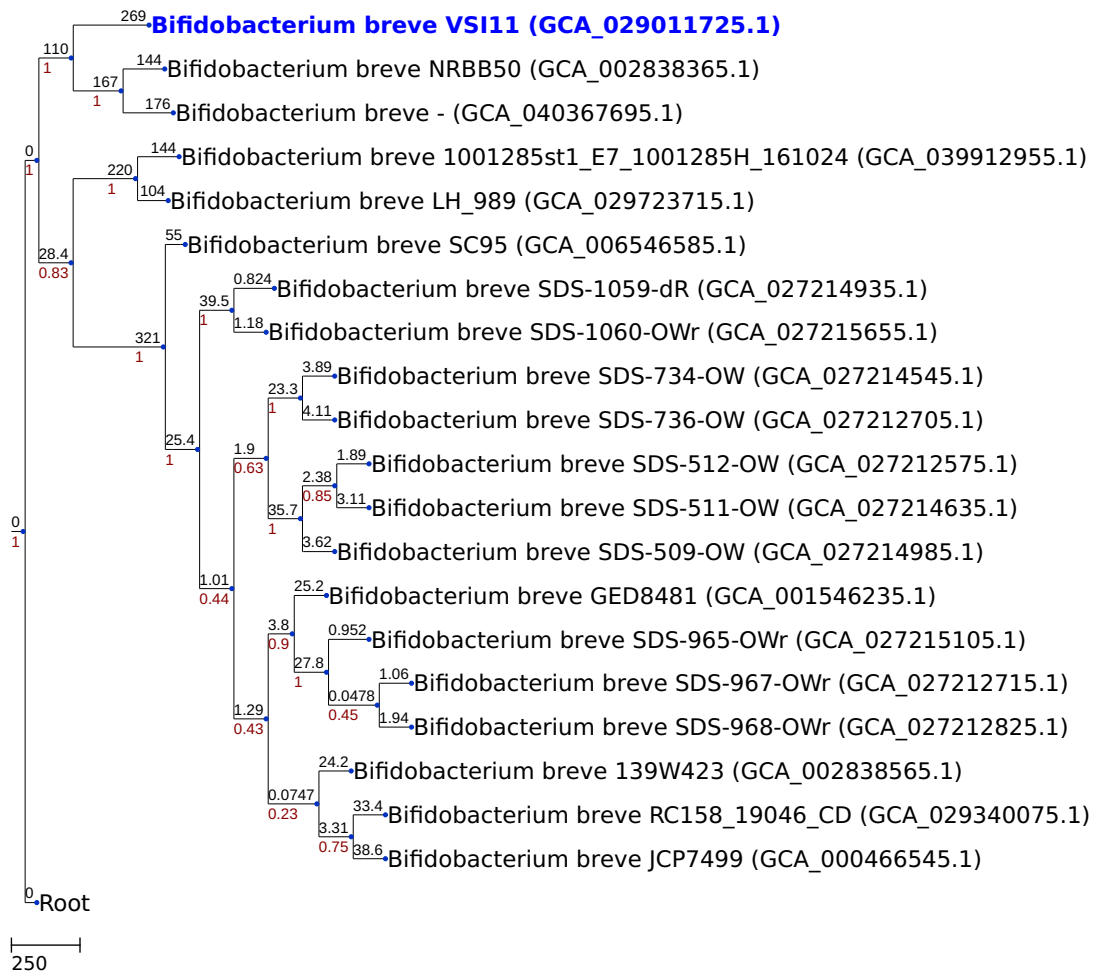 269 Bifidobacterium breve VSI11 (GCA_029011725.1)
110
1
144 Bifidobacterium breve NRBB50 (GCA_002838365.1)
167
1
176 Bifidobacterium breve - (GCA_040367695.1)
0
1
144 Bifidobacterium breve 1001285st1_E7_1001285H_161024 (GCA_039912955.1)
220
1
104 Bifidobacterium breve LH_989 (GCA_029723715.1)
28.4
0.83
55 Bifidobacterium breve SC95 (GCA_006546585.1)
321
1
0.824 Bifidobacterium breve SDS-1059-dR (GCA_027214935.1)
39.5
1
1.18 Bifidobacterium breve SDS-1060-OWr (GCA_027215655.1)
25.4
1
3.89 Bifidobacterium breve SDS-734-OW (GCA_027214545.1)
23.3
1
4.11 Bifidobacterium breve SDS-736-OW (GCA_027212705.1)
1.9
0.63
1.89 Bifidobacterium breve SDS-512-OW (GCA_027212575.1)
2.38
0.85
3.11 Bifidobacterium breve SDS-511-OW (GCA_027214635.1)
35.7
1
3.62 Bifidobacterium breve SDS-509-OW (GCA_027214985.1)
0
1
1.01
0.44
25.2 Bifidobacterium breve GED8481 (GCA_001546235.1)
3.8
0.9
0.952 Bifidobacterium breve SDS-965-OWr (GCA_027215105.1)
27.8
1
1.06 Bifidobacterium breve SDS-967-OWr (GCA_027212715.1)
0.0478
0.45
1.94 Bifidobacterium breve SDS-968-OWr (GCA_027212825.1)
1.29
0.43
24.2 Bifidobacterium breve 139W423 (GCA_002838565.1)
0.0747
0.23
33.4 Bifidobacterium breve RC158_19046_CD (GCA_029340075.1)
3.31
0.75
38.6 Bifidobacterium breve JCP7499 (GCA_000466545.1)
0 Root
250